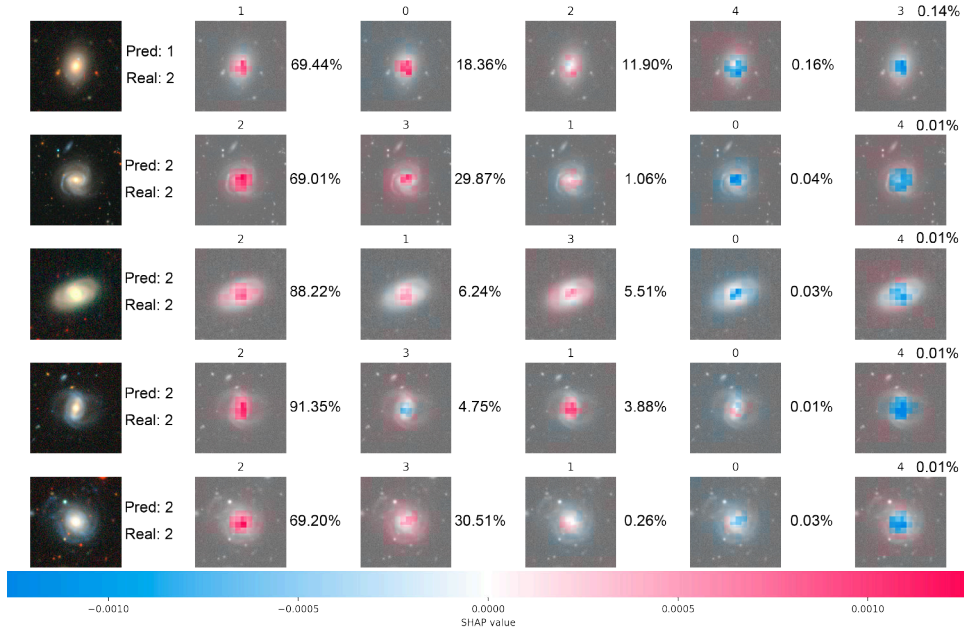 1 0 2 4 3 0.14%
Pred: 1
Real: 2
69.44% 18.36% 11.90% 0.16%
2 3 1 0 4 0.01%
Pred: 2
Real: 2
69.01% 29.87% 1.06% 0.04%
2 1 3 0 4 0.01%
Pred: 2
Real: 2
88.22% 6.24% 5.51% 0.03%
2 3 1 0 4 0.01%
Pred: 2
Real: 2
91.35% 4.75% 3.88% 0.01%
2 3 1 0 4 0.01%
Pred: 2
Real: 2
69.20% 30.51% 0.26% 0.03%
−0.0010 −0.0005 0.0000 0.0005 0.0010
SHAP value